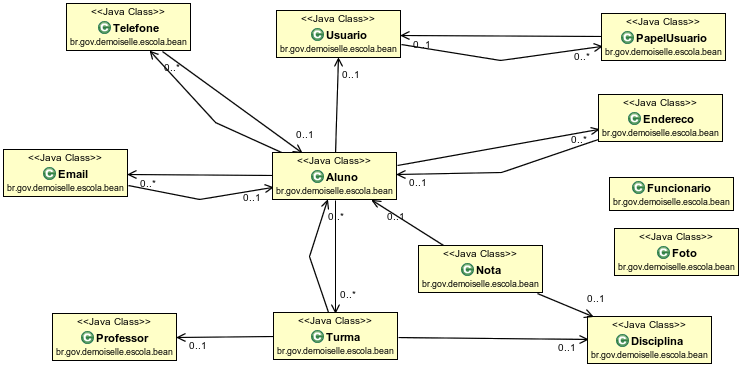 <<Java Class>>
Telefone
br.gov.demoiselle.escola.bean
<<Java Class>>
Usuario
br.gov.demoiselle.escola.bean
<<Java Class>>
PapelUsuario
br.gov.demoiselle.escola.bean
0..1
0..*
0..*
0..1
0..1
<<Java Class>>
Endereco
br.gov.demoiselle.escola.bean
0..*
<<Java Class>>
Email
br.gov.demoiselle.escola.bean
0..*
0..1
<<Java Class>>
Aluno
br.gov.demoiselle.escola.bean
0..1
<<Java Class>>
Funcionario
br.gov.demoiselle.escola.bean
0..*
0..1
<<Java Class>>
Foto
br.gov.demoiselle.escola.bean
<<Java Class>>
Nota
br.gov.demoiselle.escola.bean
0..*
0..1
<<Java Class>>
Professor
br.gov.demoiselle.escola.bean
0..1
<<Java Class>>
Turma
br.gov.demoiselle.escola.bean
0..1
<<Java Class>>
Disciplina
br.gov.demoiselle.escola.bean